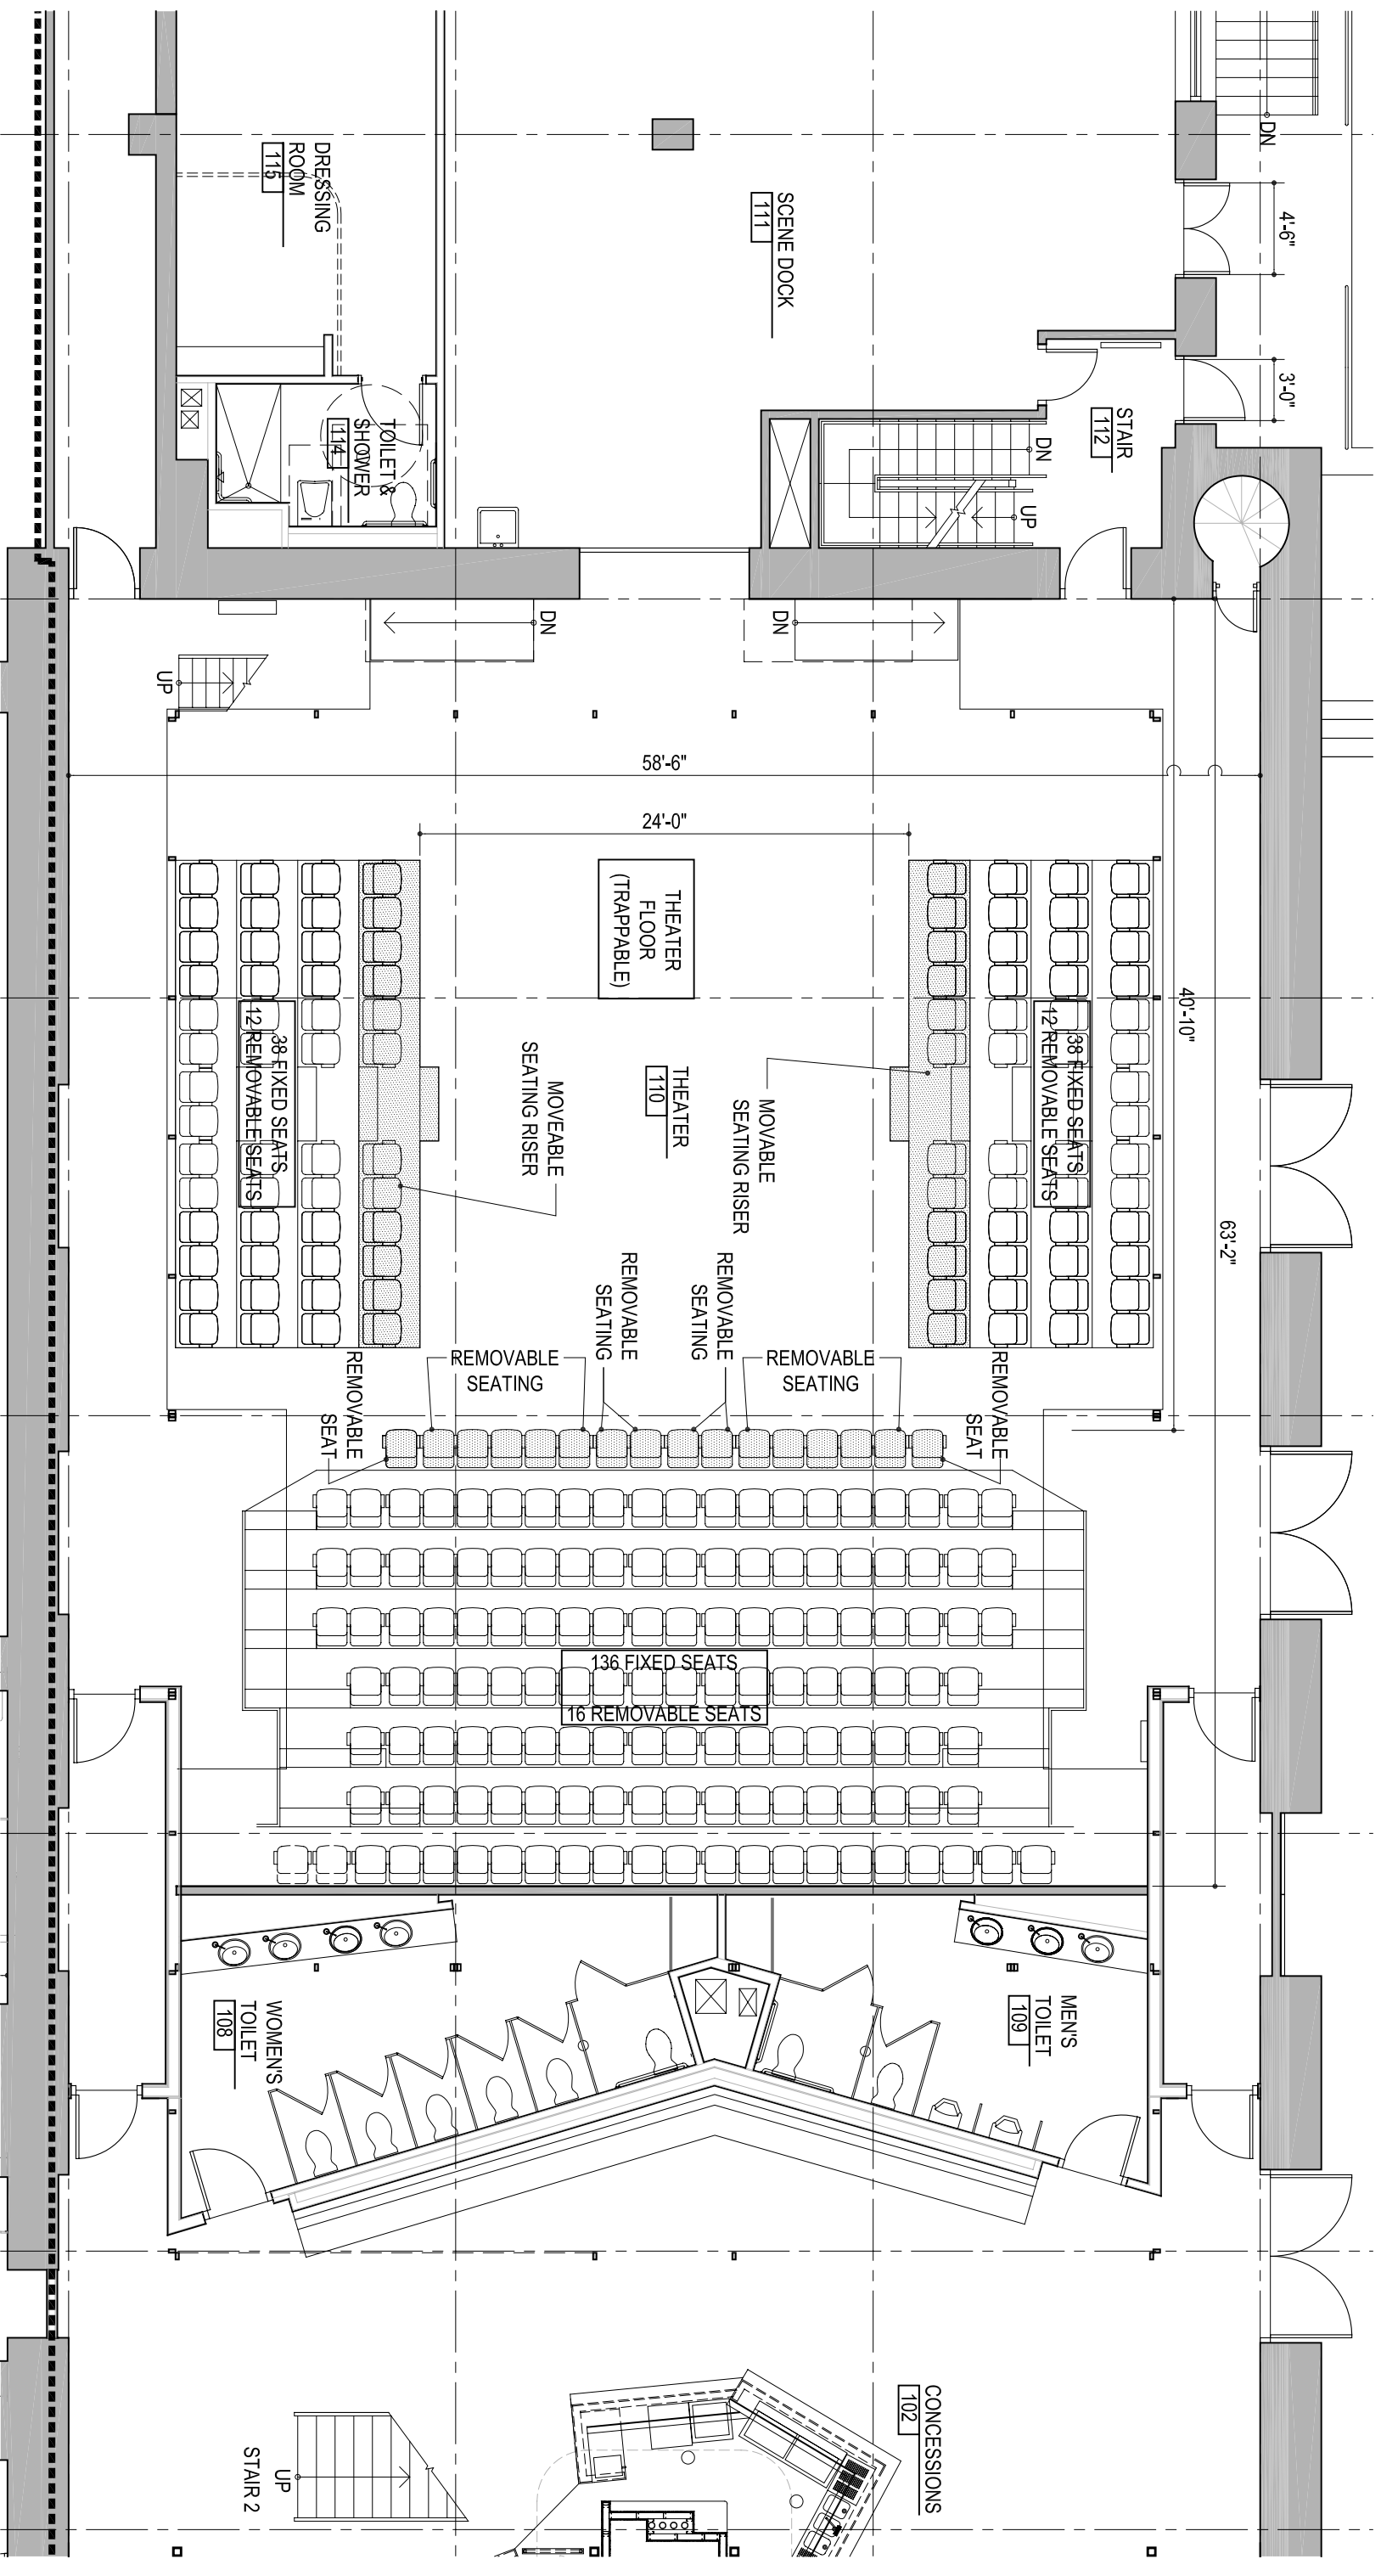 DN
4'-6"
DRESSING
ROOM
115
SCENE DOCK
111
3'-0"
STAIR
112
TOILET &
SHOWER
114
DN
UP
DN
DN
UP
58'-6"
24'-0"
THEATER
FLOOR
(TRAPPABLE)
40'-10"
38 FIXED SEATS
12 REMOVABLE SEATS
38 FIXED SEATS
12 REMOVABLE SEATS
MOVEABLE
SEATING RISER
THEATER
110
MOVABLE
SEATING RISER
63'-2"
REMOVABLE
SEATING
REMOVABLE
SEATING
REMOVABLE
SEAT
REMOVABLE
SEATING
REMOVABLE
SEATING
REMOVABLE
SEAT
136 FIXED SEATS
16 REMOVABLE SEATS
WOMEN'S
TOILET
108
MEN'S
TOILET
109
CONCESSIONS
102
UP
STAIR 2